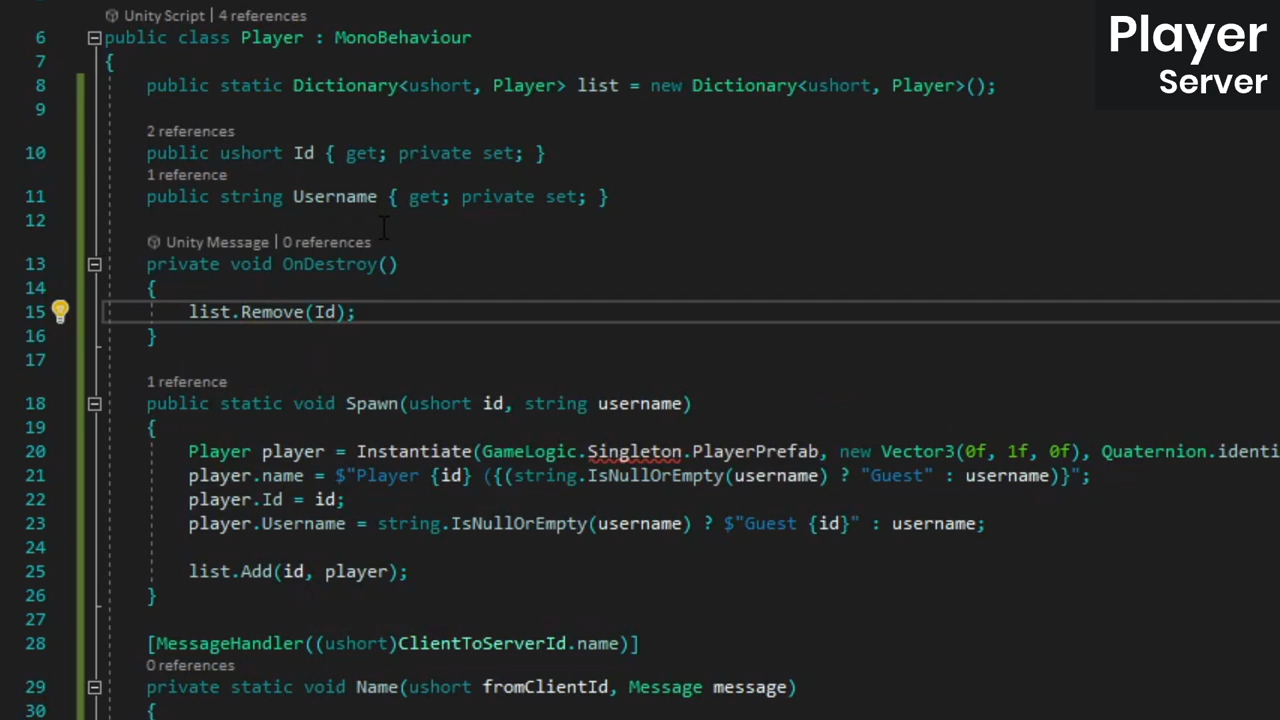 Unity Script | 4 references
Player
Server
6 public class Player : MonoBehaviour
7 {
8 public static Dictionary<ushort, Player> list = new Dictionary<ushort, Player>();
9
2 references
10 public ushort Id { get; private set; }
1 reference
11 public string Username { get; private set; }
12
Unity Message | 0 references
13 private void OnDestroy()
14 {
15 list.Remove(Id);
16 }
17
1 reference
18 public static void Spawn(ushort id, string username)
19 {
20 Player player = Instantiate(GameLogic.Singleton.PlayerPrefab, new Vector3(0f, 1f, 0f), Quaternion.identi
21 player.name = $"Player {id} ({(string.IsNullOrEmpty(username) ? "Guest" : username)}";
22 player.Id = id;
23 player.Username = string.IsNullOrEmpty(username) ? $"Guest {id}" : username;
24
25 list.Add(id, player);
26 }
27
28 [MessageHandler((ushort)ClientToServerId.name)]
0 references
29 private static void Name(ushort fromClientId, Message message)
30 {